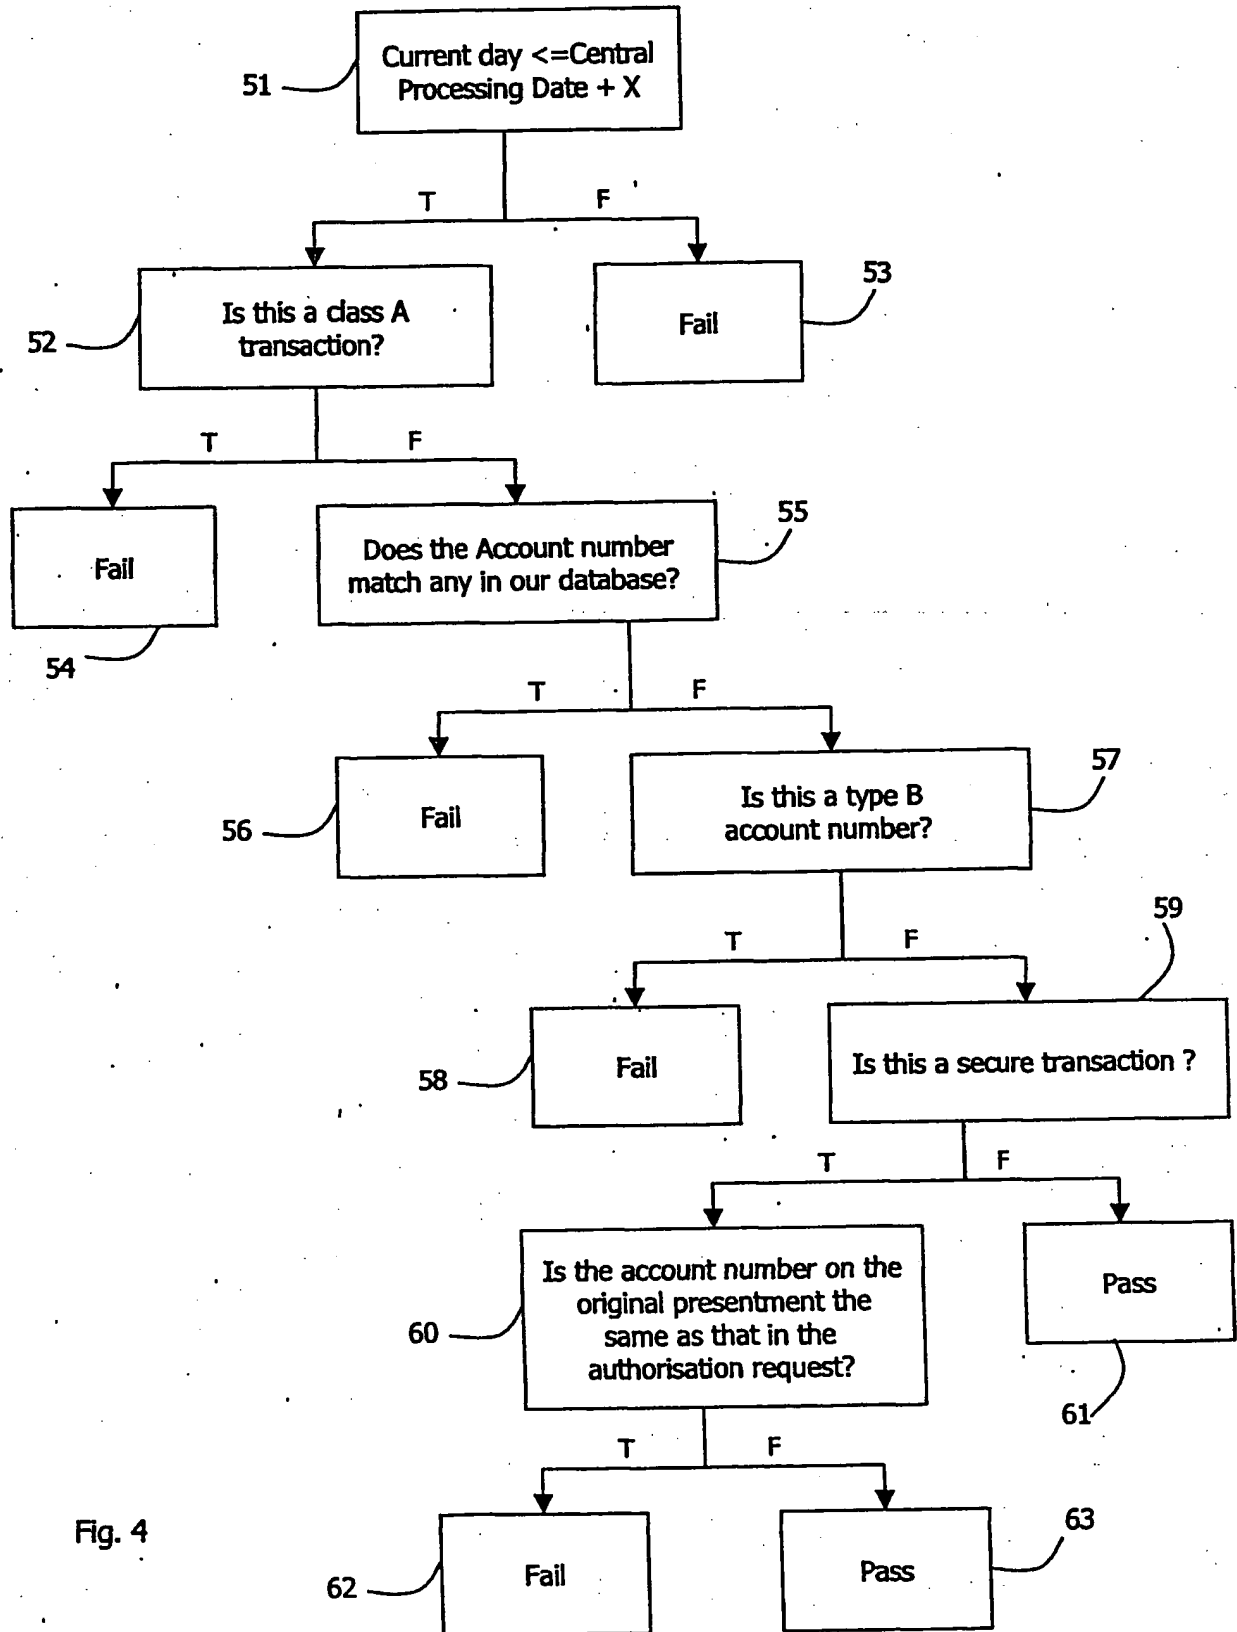 Current day <=Central
Processing Date + X
51
T
F
52
Is this a class A
transaction?
Fail
53
T
F
Fail
54
Does the Account number
match any in our database?
55
T
F
56
Fail
Is this a type B
account number?
57
T
F
58
Fail
Is this a secure transaction ?
59
T
F
60
Is the account number on the
original presentment the
same as that in the
authorisation request?
Pass
61
T
F
Fig. 4
62
Fail
Pass
63